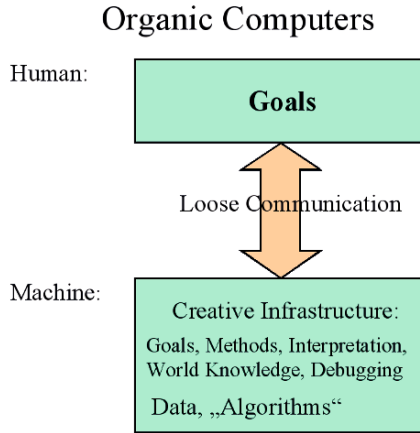 Organic Computers
Human:
Goals
Loose Communication
Machine:
Creative Infrastructure:
Goals, Methods, Interpretation,
World Knowledge, Debugging
Data, „Algorithms“